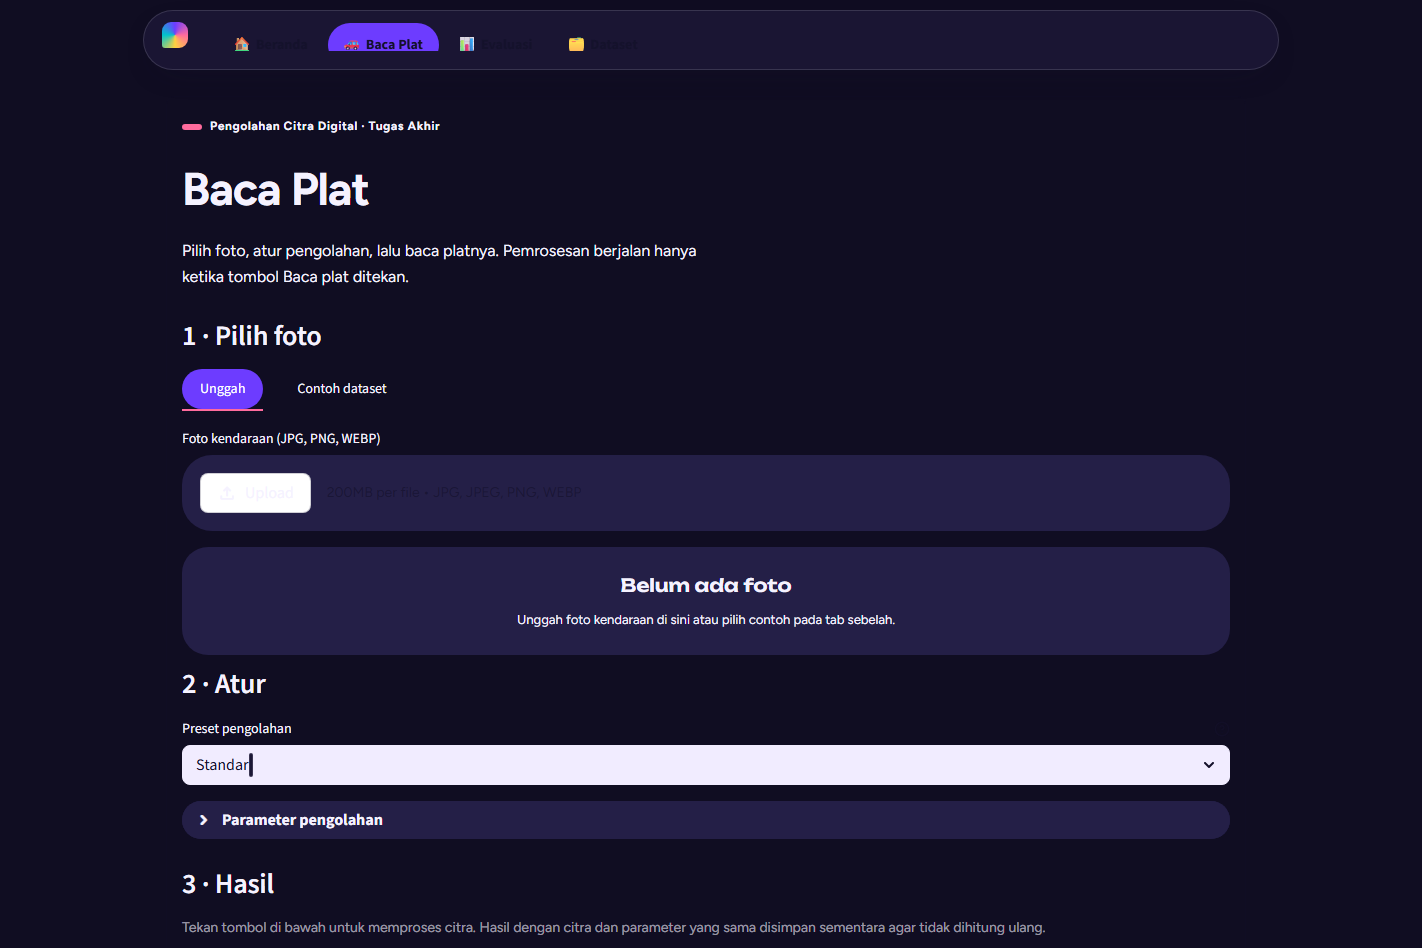 Beranda
Baca Plat
Evaluasi
Dataset
Pengolahan Citra Digital · Tugas Akhir
Baca Plat
Pilih foto, atur pengolahan, lalu baca platnya. Pemrosesan berjalan hanya
ketika tombol Baca plat ditekan.
1 · Pilih foto
Unggah
Contoh dataset
Foto kendaraan (JPG, PNG, WEBP)
Upload
200MB per file • JPG, JPEG, PNG, WEBP
Belum ada foto
Unggah foto kendaraan di sini atau pilih contoh pada tab sebelah.
2 · Atur
Preset pengolahan
Standar
Parameter pengolahan
3 · Hasil
Tekan tombol di bawah untuk memproses citra. Hasil dengan citra dan parameter yang sama disimpan sementara agar tidak dihitung ulang.